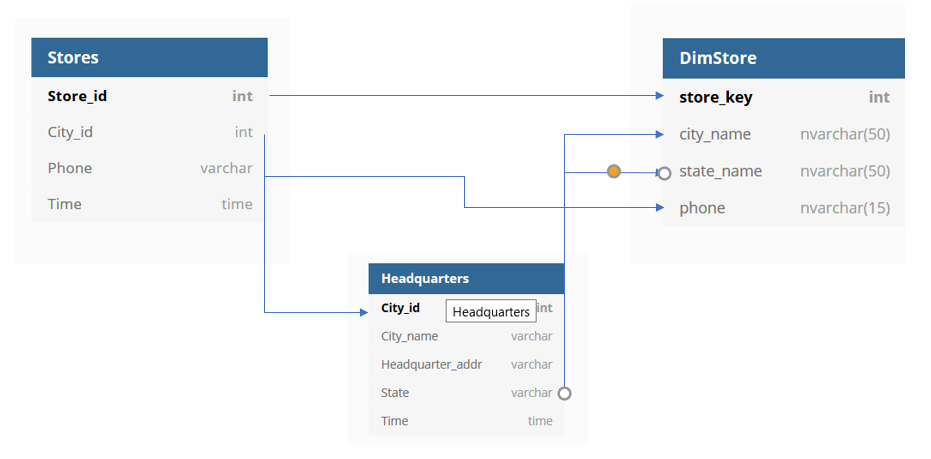 Stores
Store_id int
City_id int
Phone varchar
Time time
DimStore
store_key int
city_name nvarchar(50)
state_name nvarchar(50)
phone nvarchar(15)
Headquarters
City_id int
Headquarters
City_name varchar
Headquarter_addr varchar
State varchar
Time time